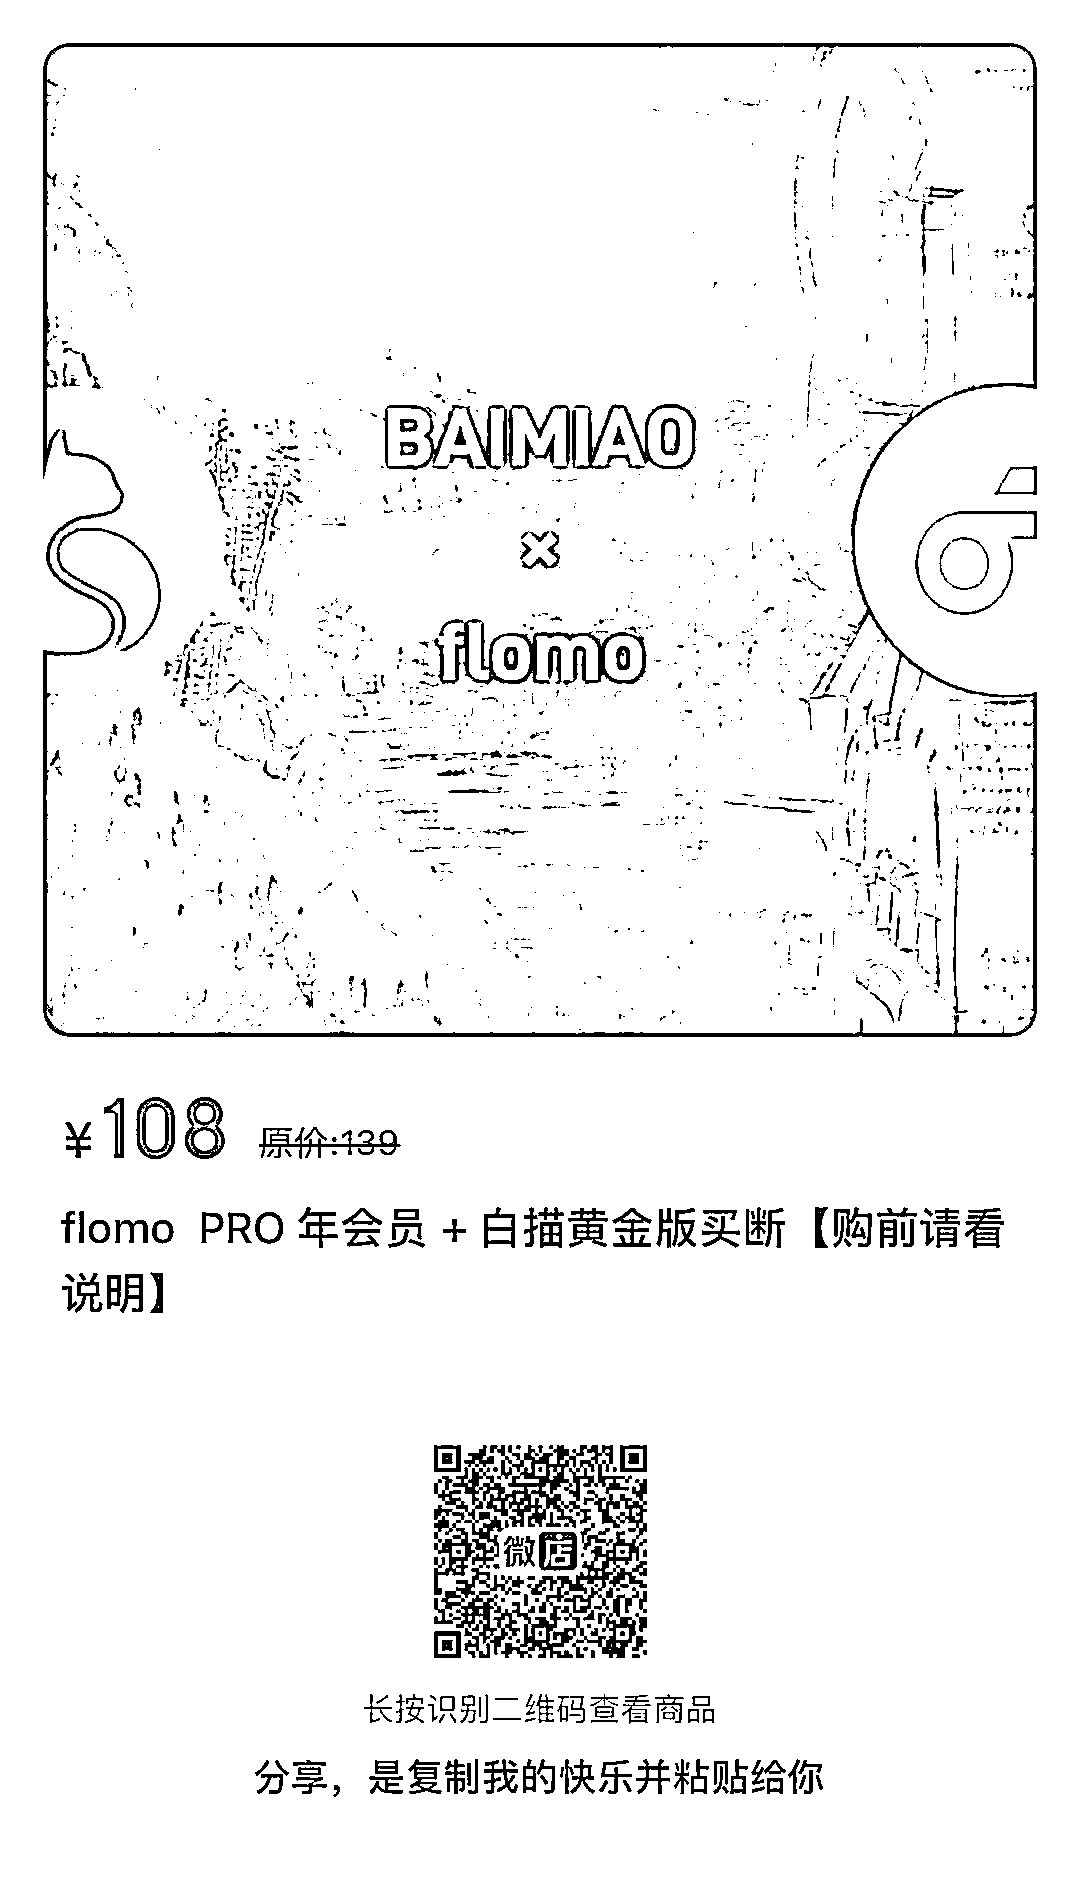 BAIMIAO
×
flomo
¥108 原价:139
flomo PRO 年会员 + 白描黄金版买断【购前请看
说明】
微店
长按识别二维码查看商品
分享，是复制我的快乐并粘贴给你